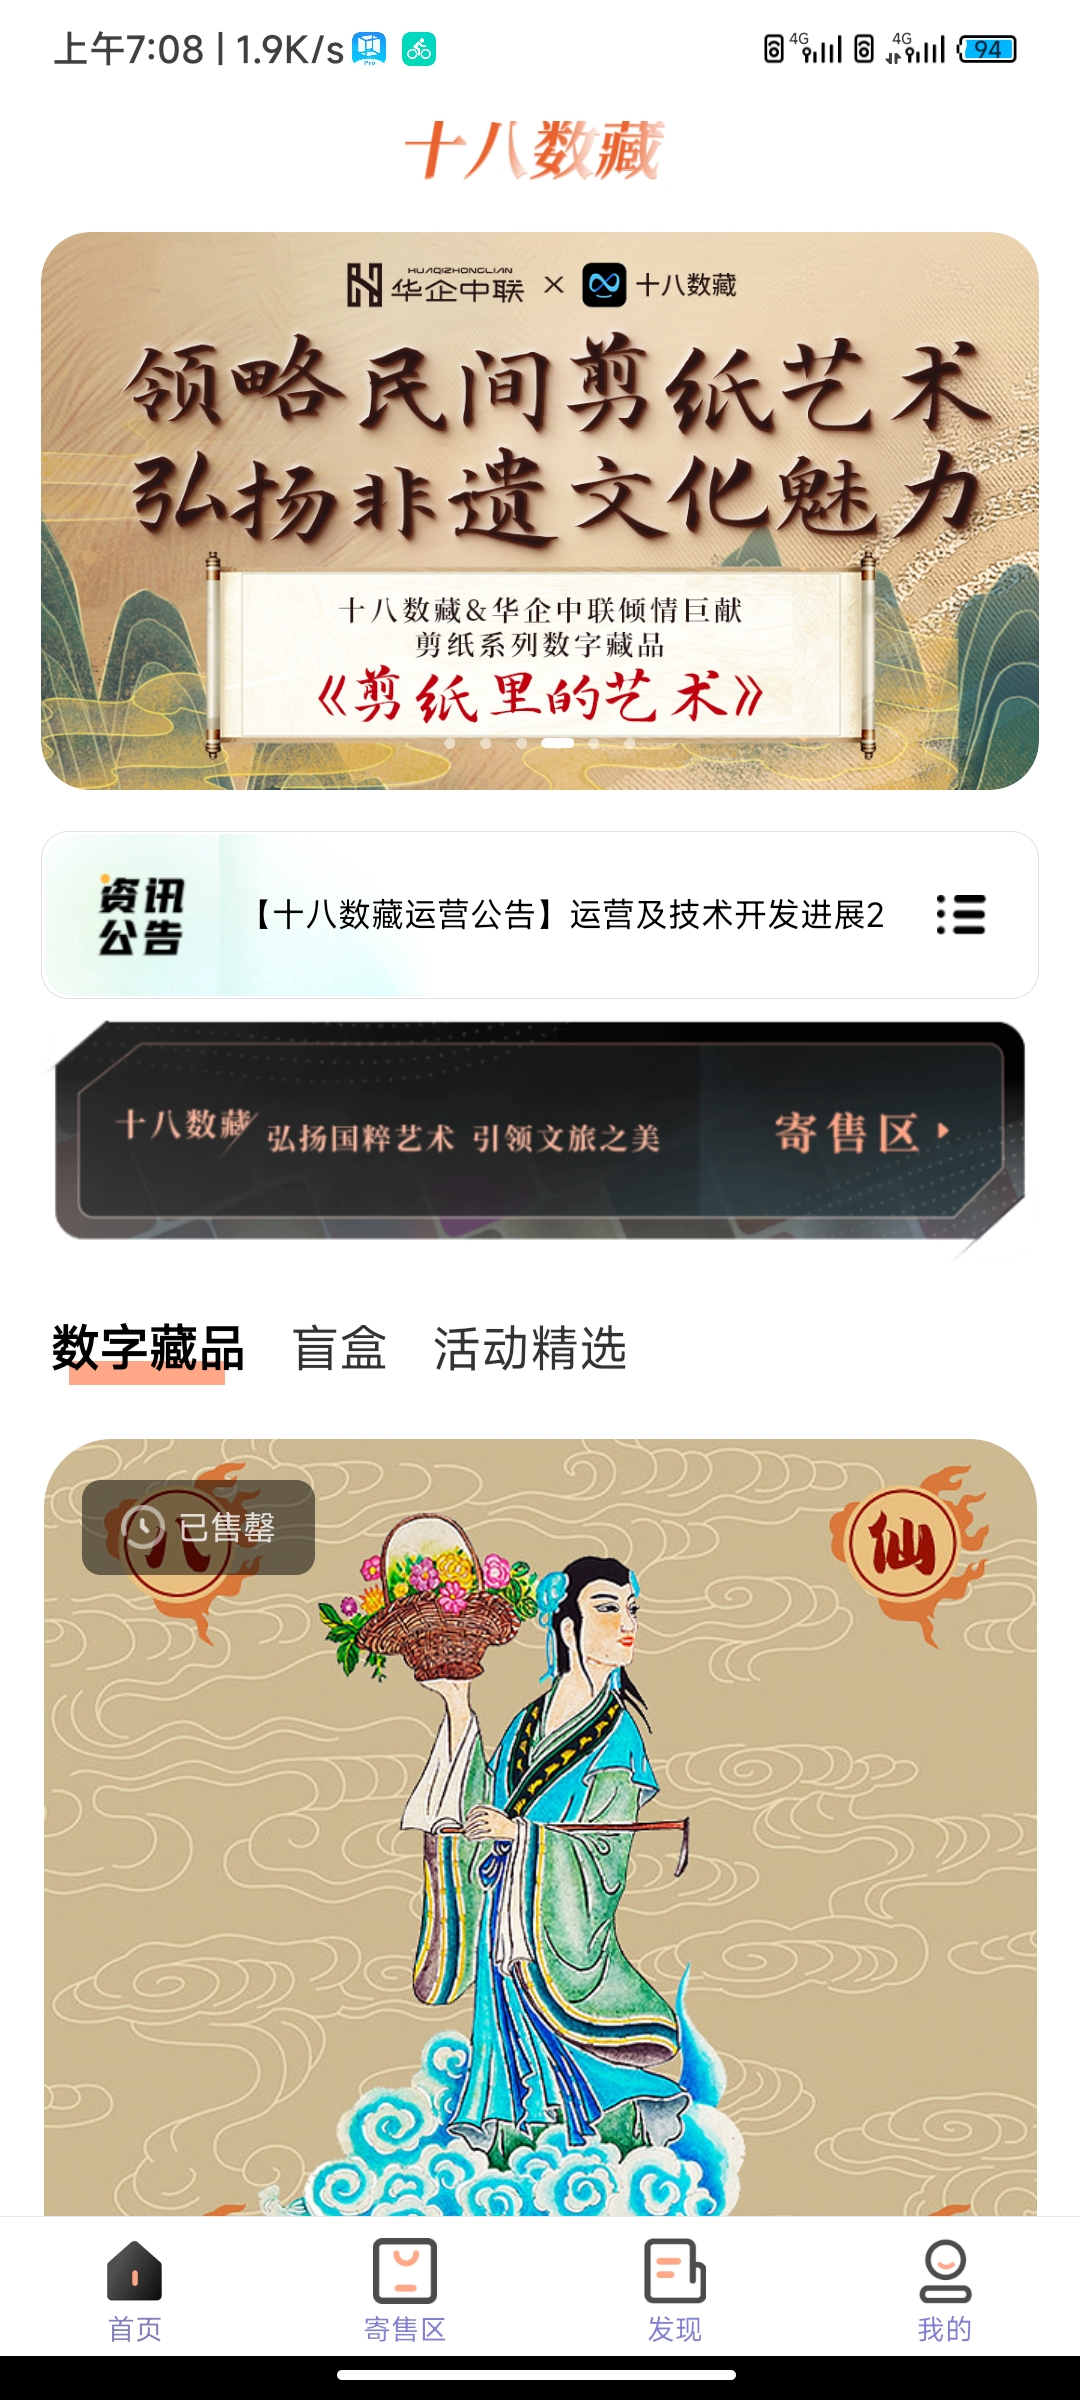 上午7:08 | 1.9K/s
4G
4G
94
十八数藏
HUAQIZHONGLIAN
华企中联 × 十八数藏
领略民间剪纸艺术
弘扬非遗文化魅力
十八数藏&华企中联倾情巨献
剪纸系列数字藏品
《剪纸里的艺术》
资讯
公告
【十八数藏运营公告】运营及技术开发进展2
十八数藏 弘扬国粹艺术 引领文旅之美
寄售区
数字藏品 盲盒 活动精选
已售罄
八
仙
首页 寄售区 发现 我的